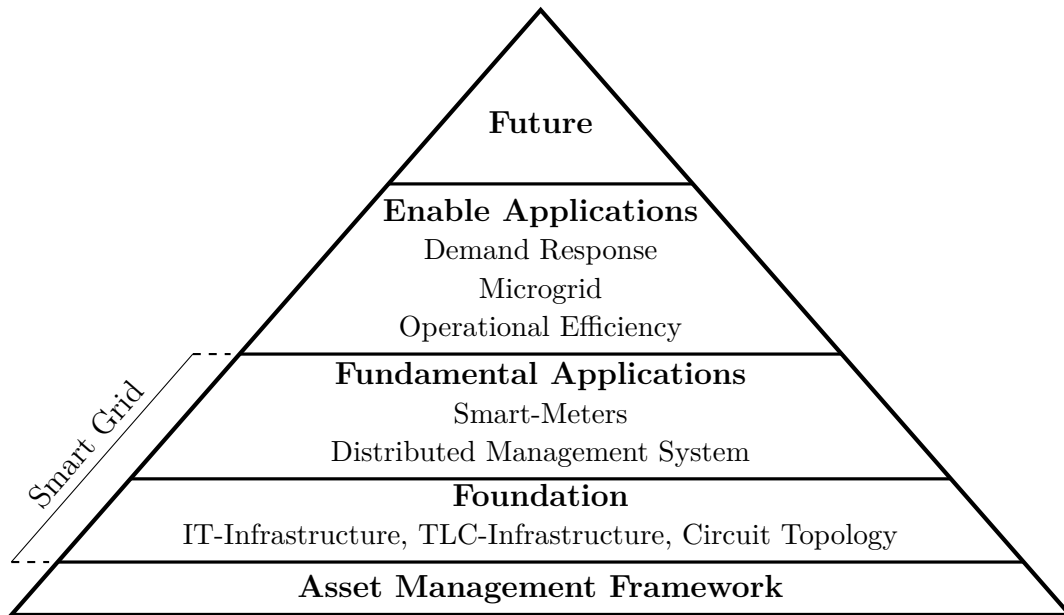 Future
Enable Applications
Demand Response
Microgrid
Operational Efficiency
Fundamental Applications
Smart-Meters
Distributed Management System
Smart Grid
Foundation
IT-Infrastructure, TLC-Infrastructure, Circuit Topology
Asset Management Framework